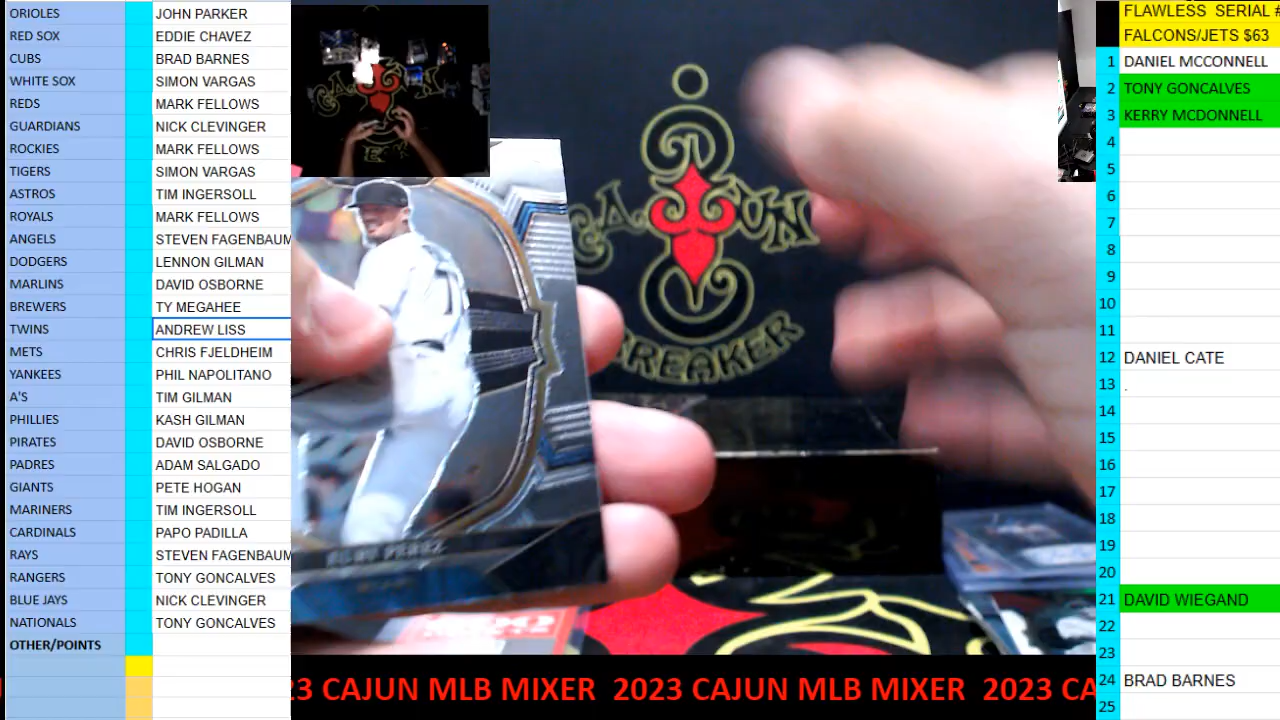 ORIOLES JOHN PARKER
RED SOX EDDIE CHAVEZ
CUBS BRAD BARNES
WHITE SOX SIMON VARGAS
REDS MARK FELLOWS
GUARDIANS NICK CLEVINGER
ROCKIES MARK FELLOWS
TIGERS SIMON VARGAS
ASTROS TIM INGERSOLL
ROYALS MARK FELLOWS
ANGELS STEVEN FAGENBAUM
DODGERS LENNON GILMAN
MARLINS DAVID OSBORNE
BREWERS TY MEGAHEE
TWINS ANDREW LISS
METS CHRIS FJELDHEIM
YANKEES PHIL NAPOLITANO
A'S TIM GILMAN
PHILLIES KASH GILMAN
PIRATES DAVID OSBORNE
PADRES ADAM SALGADO
GIANTS PETE HOGAN
MARINERS TIM INGERSOLL
CARDINALS PAPO PADILLA
RAYS STEVEN FAGENBAUM
RANGERS TONY GONCALVES
BLUE JAYS NICK CLEVINGER
NATIONALS TONY GONCALVES
OTHER/POINTS
CAJUN
BREAKER
PEREZ
3 CAJUN MLB MIXER 2023 CAJUN MLB MIXER 2023 CA
FLAWLESS SERIAL #
FALCONS/JETS $63
1 DANIEL MCCONNELL
2 TONY GONCALVES
3 KERRY MCDONNELL
4
5
6
7
8
9
10
11
12 DANIEL CATE
13 .
14
15
16
17
18
19
20
21 DAVID WIEGAND
22
23
24 BRAD BARNES
25